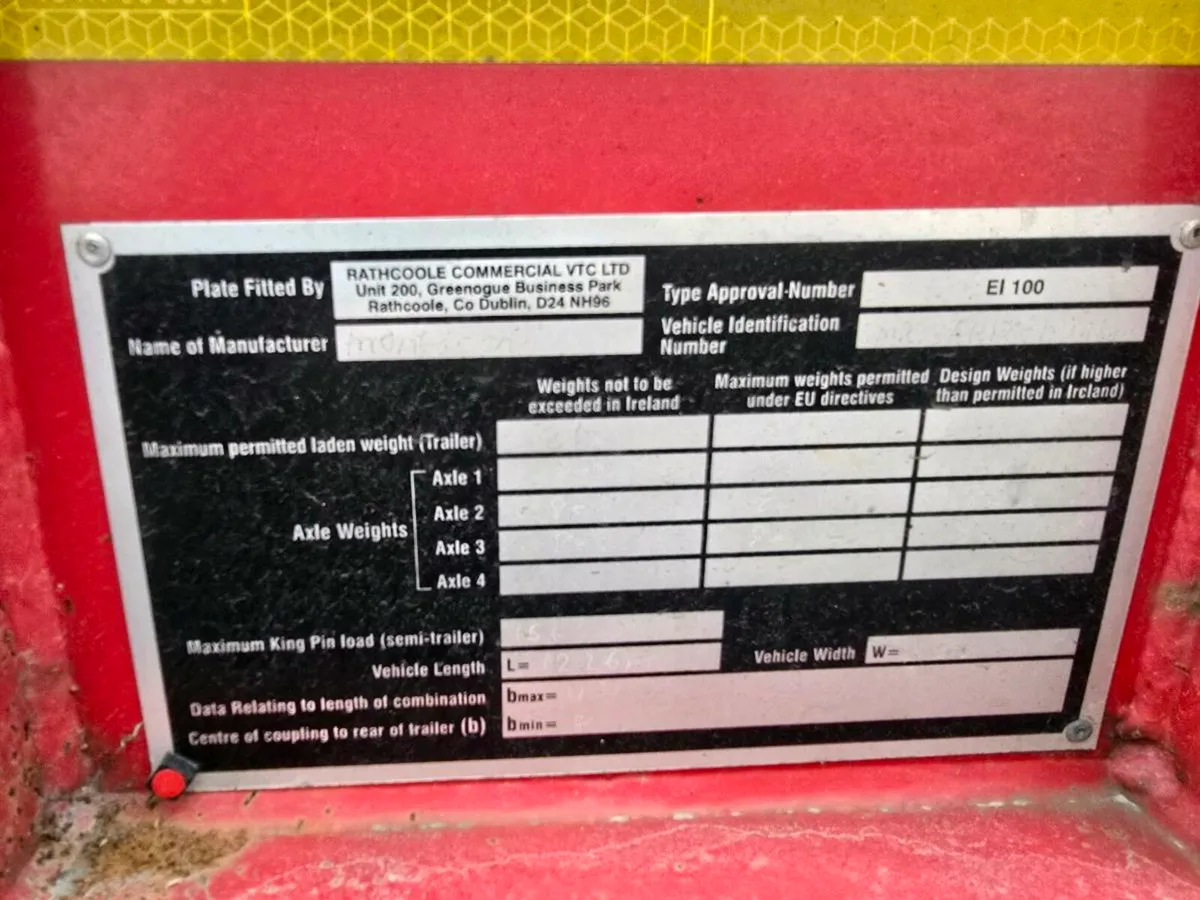 Plate Fitted By
RATHCOOLE COMMERCIAL VTC LTD
Unit 200, Greenogue Business Park
Rathcoole, Co Dublin, D24 NH96
Type Approval-Number
EI 100
Name of Manufacturer
Vehicle Identification
Number
Weights not to be
exceeded in Ireland
Maximum weights permitted
under EU directives
Design Weights (if higher
than permitted in Ireland)
Maximum permitted laden weight (Trailer)
Axle Weights
Axle 1
Axle 2
Axle 3
Axle 4
Maximum King Pin load (semi-trailer)
Vehicle Length
L=
Vehicle Width
W=
Data Relating to length of combination
bmax=
Centre of coupling to rear of trailer (b)
bmin=